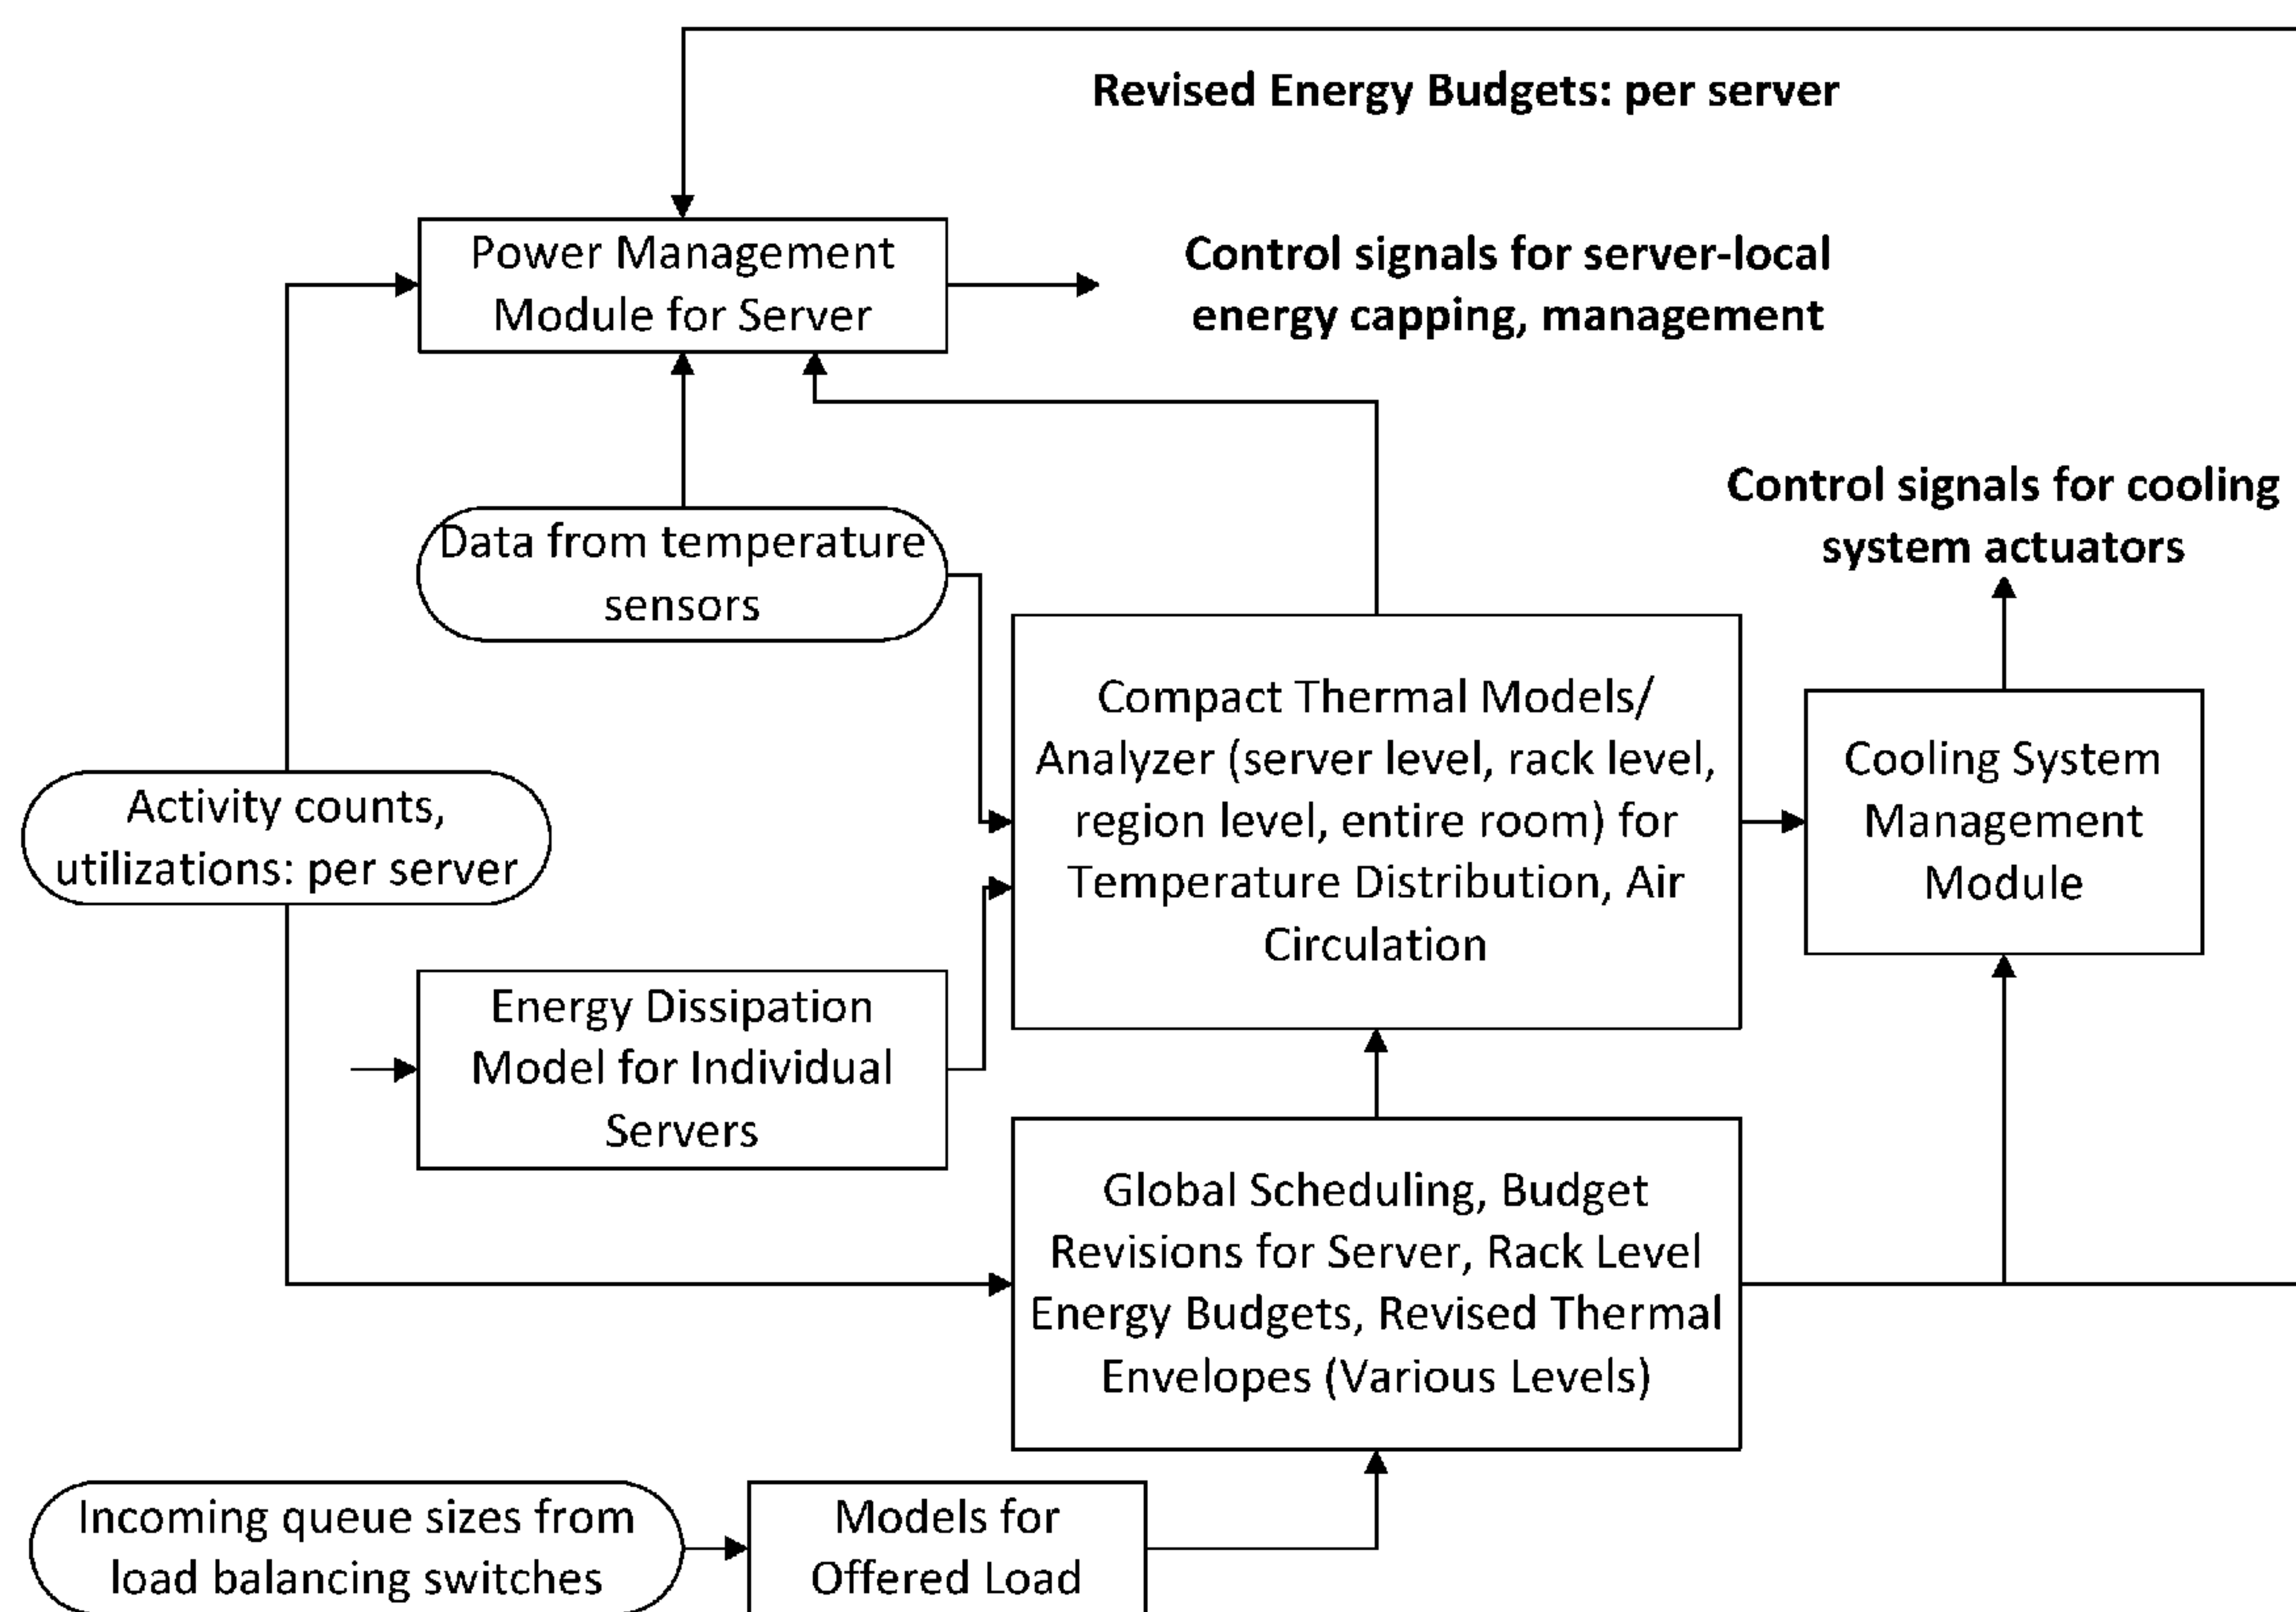 Revised Energy Budgets: per server
Power Management
Module for Server
Control signals for server-local
energy capping, management
Data from temperature
sensors
Control signals for cooling
system actuators
Compact Thermal Models/
Analyzer (server level, rack level,
region level, entire room) for
Temperature Distribution, Air
Circulation
Cooling System
Management
Module
Activity counts,
utilizations: per server
Energy Dissipation
Model for Individual
Servers
Global Scheduling, Budget
Revisions for Server, Rack Level
Energy Budgets, Revised Thermal
Envelopes (Various Levels)
Incoming queue sizes from
load balancing switches
Models for
Offered Load